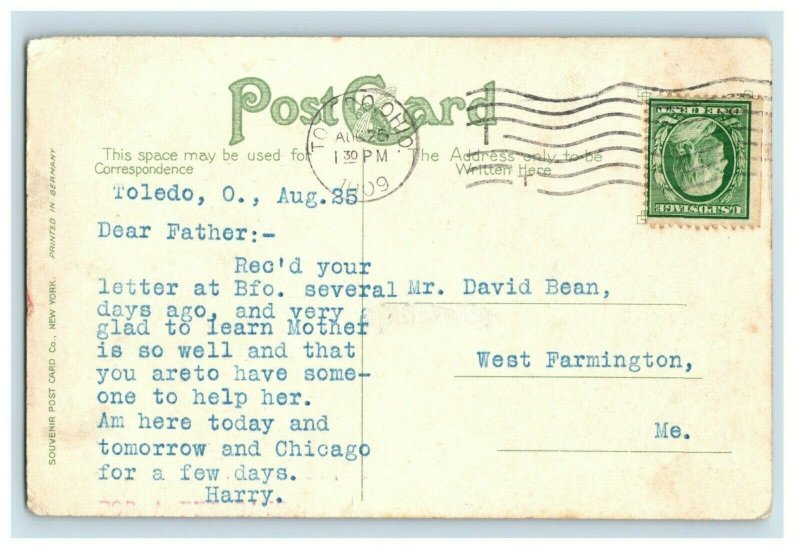 Post Card
TOLEDO, OHIO.
AUG 25
1 30 PM
1909
This space may be used for
Correspondence
The Address only to be
Written Here
U.S. POSTAGE
ONE CENT
Toledo, O., Aug.25
Dear Father:-
Rec'd your
letter at Bfo. several
days ago, and very
glad to learn Mother
is so well and that
you areto have some-
one to help her.
Am here today and
tomorrow and Chicago
for a few days.
Harry.
Mr. David Bean,
West Farmington,
Me.
SOUVENIR POST CARD CO., NEW YORK. PRINTED IN GERMANY